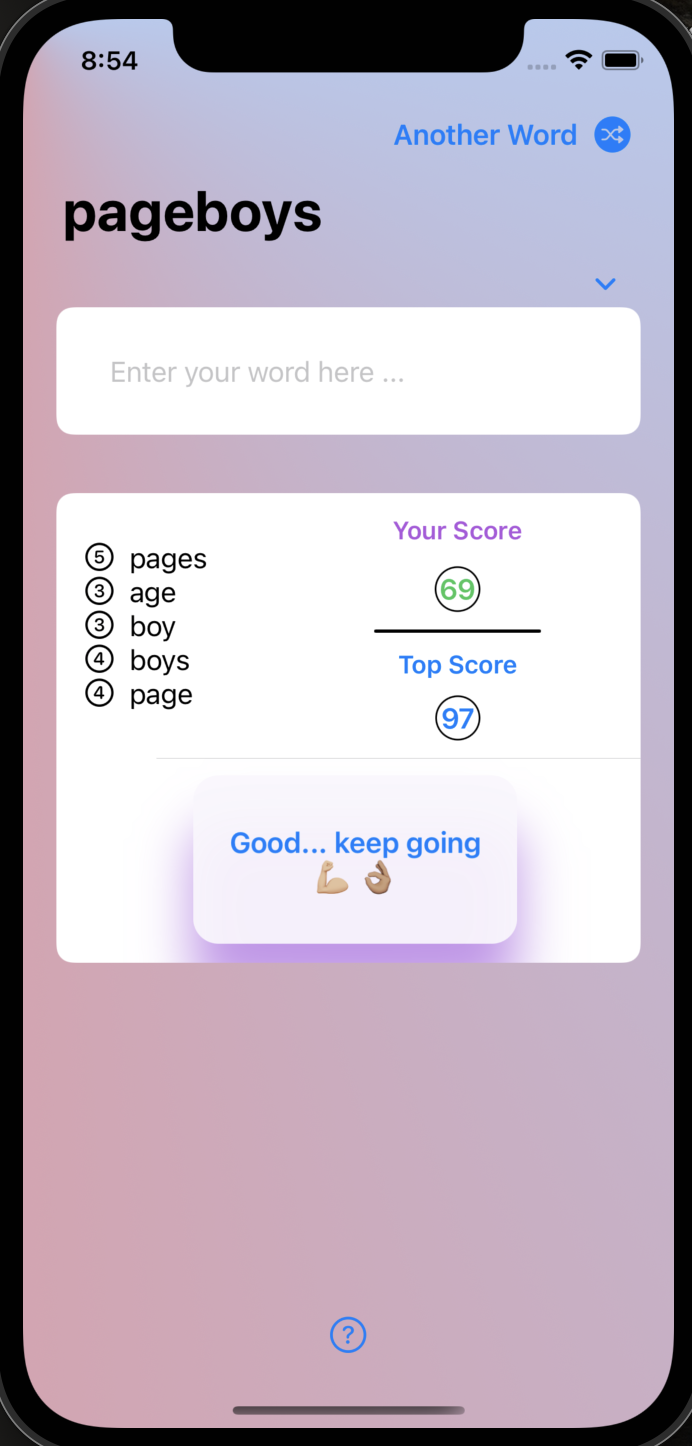 8:54
Another Word
pageboys
Enter your word here ...
Your Score
5 pages
69
3 age
3 boy
4 boys
Top Score
4 page
97
Good... keep going
?